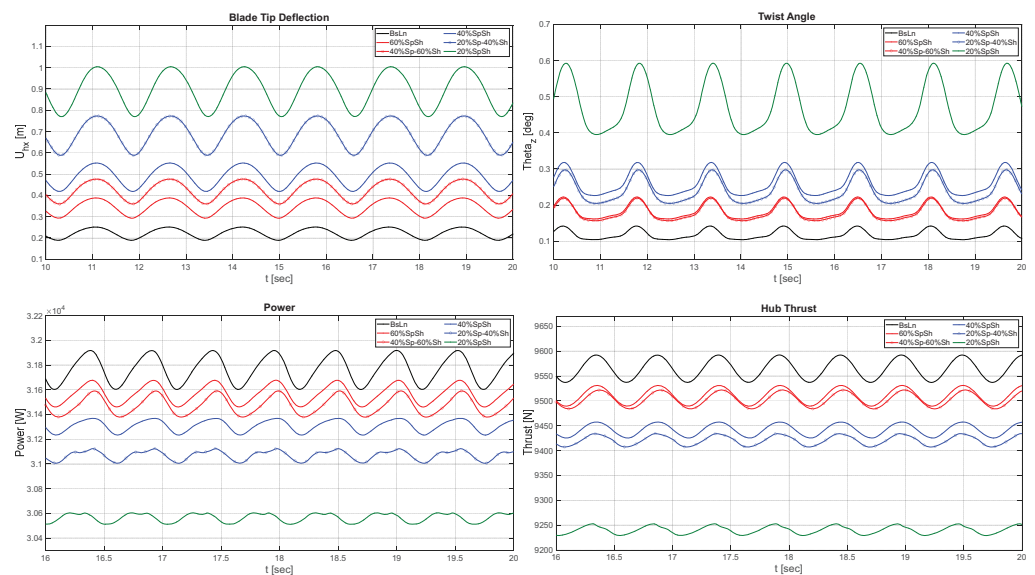 Blade Tip Deflection
BsLn
60%SpSh
40%Sp-60%Sh
40%SpSh
20%Sp-40%Sh
20%SpSh
1.1
1
0.9
0.8
0.7
0.6
0.5
0.4
0.3
0.2
0.1
U_hx [m]
10 11 12 13 14 15 16 17 18 19 20
t [sec]
Twist Angle
BsLn
60%SpSh
40%Sp-60%Sh
40%SpSh
20%Sp-40%Sh
20%SpSh
0.7
0.6
0.5
0.4
0.3
0.2
0.1
Theta_z [deg]
10 11 12 13 14 15 16 17 18 19 20
t [sec]
Power
×10⁴
BsLn
60%SpSh
40%Sp-60%Sh
40%SpSh
20%Sp-40%Sh
20%SpSh
3.22
3.2
3.18
3.16
3.14
3.12
3.1
3.08
3.06
3.04
Power [W]
16 16.5 17 17.5 18 18.5 19 19.5 20
t [sec]
Hub Thrust
BsLn
60%SpSh
40%Sp-60%Sh
40%SpSh
20%Sp-40%Sh
20%SpSh
9650
9600
9550
9500
9450
9400
9350
9300
9250
9200
Thrust [N]
16 16.5 17 17.5 18 18.5 19 19.5 20
t [sec]